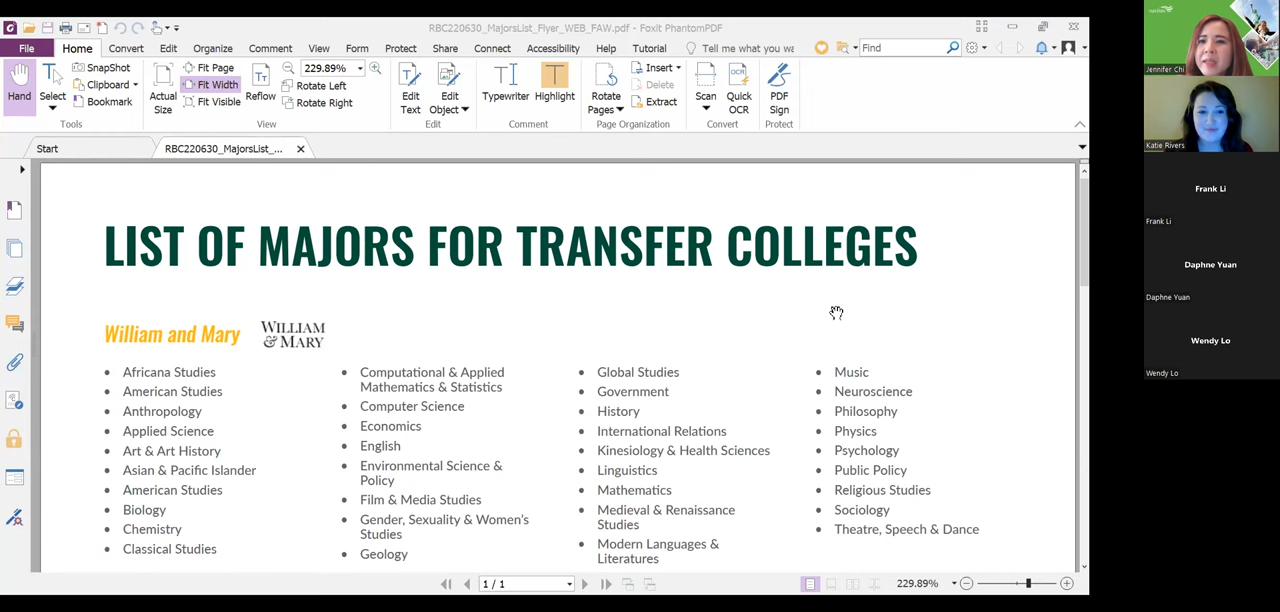 RBC220630_MajorsList_Flyer_WEB_FAW.pdf - Foxit PhantomPDF
File Home Convert Edit Organize Comment View Form Protect Share Connect Accessibility Help Tutorial Tell me what you wa Find
Hand
Select
SnapShot
Clipboard
Bookmark
Tools
Actual Size
Fit Page
Fit Width
Fit Visible
Reflow
229.89%
Rotate Left
Rotate Right
View
Edit Text
Edit Object
Edit
Typewriter
Highlight
Comment
Rotate Pages
Insert
Delete
Extract
Page Organization
Scan
Quick OCR
Convert
PDF Sign
Protect
Start
RBC220630_MajorsList_...
LIST OF MAJORS FOR TRANSFER COLLEGES
William and Mary
WILLIAM
& MARY
• Africana Studies
• American Studies
• Anthropology
• Applied Science
• Art & Art History
• Asian & Pacific Islander
• American Studies
• Biology
• Chemistry
• Classical Studies
• Computational & Applied
Mathematics & Statistics
• Computer Science
• Economics
• English
• Environmental Science &
Policy
• Film & Media Studies
• Gender, Sexuality & Women's
Studies
• Geology
• Global Studies
• Government
• History
• International Relations
• Kinesiology & Health Sciences
• Linguistics
• Mathematics
• Medieval & Renaissance
Studies
• Modern Languages &
Literatures
• Music
• Neuroscience
• Philosophy
• Physics
• Psychology
• Public Policy
• Religious Studies
• Sociology
• Theatre, Speech & Dance
1 / 1
229.89%
Jennifer Chi
Katie Rivers
Frank Li
Frank Li
Daphne Yuan
Daphne Yuan
Wendy Lo
Wendy Lo